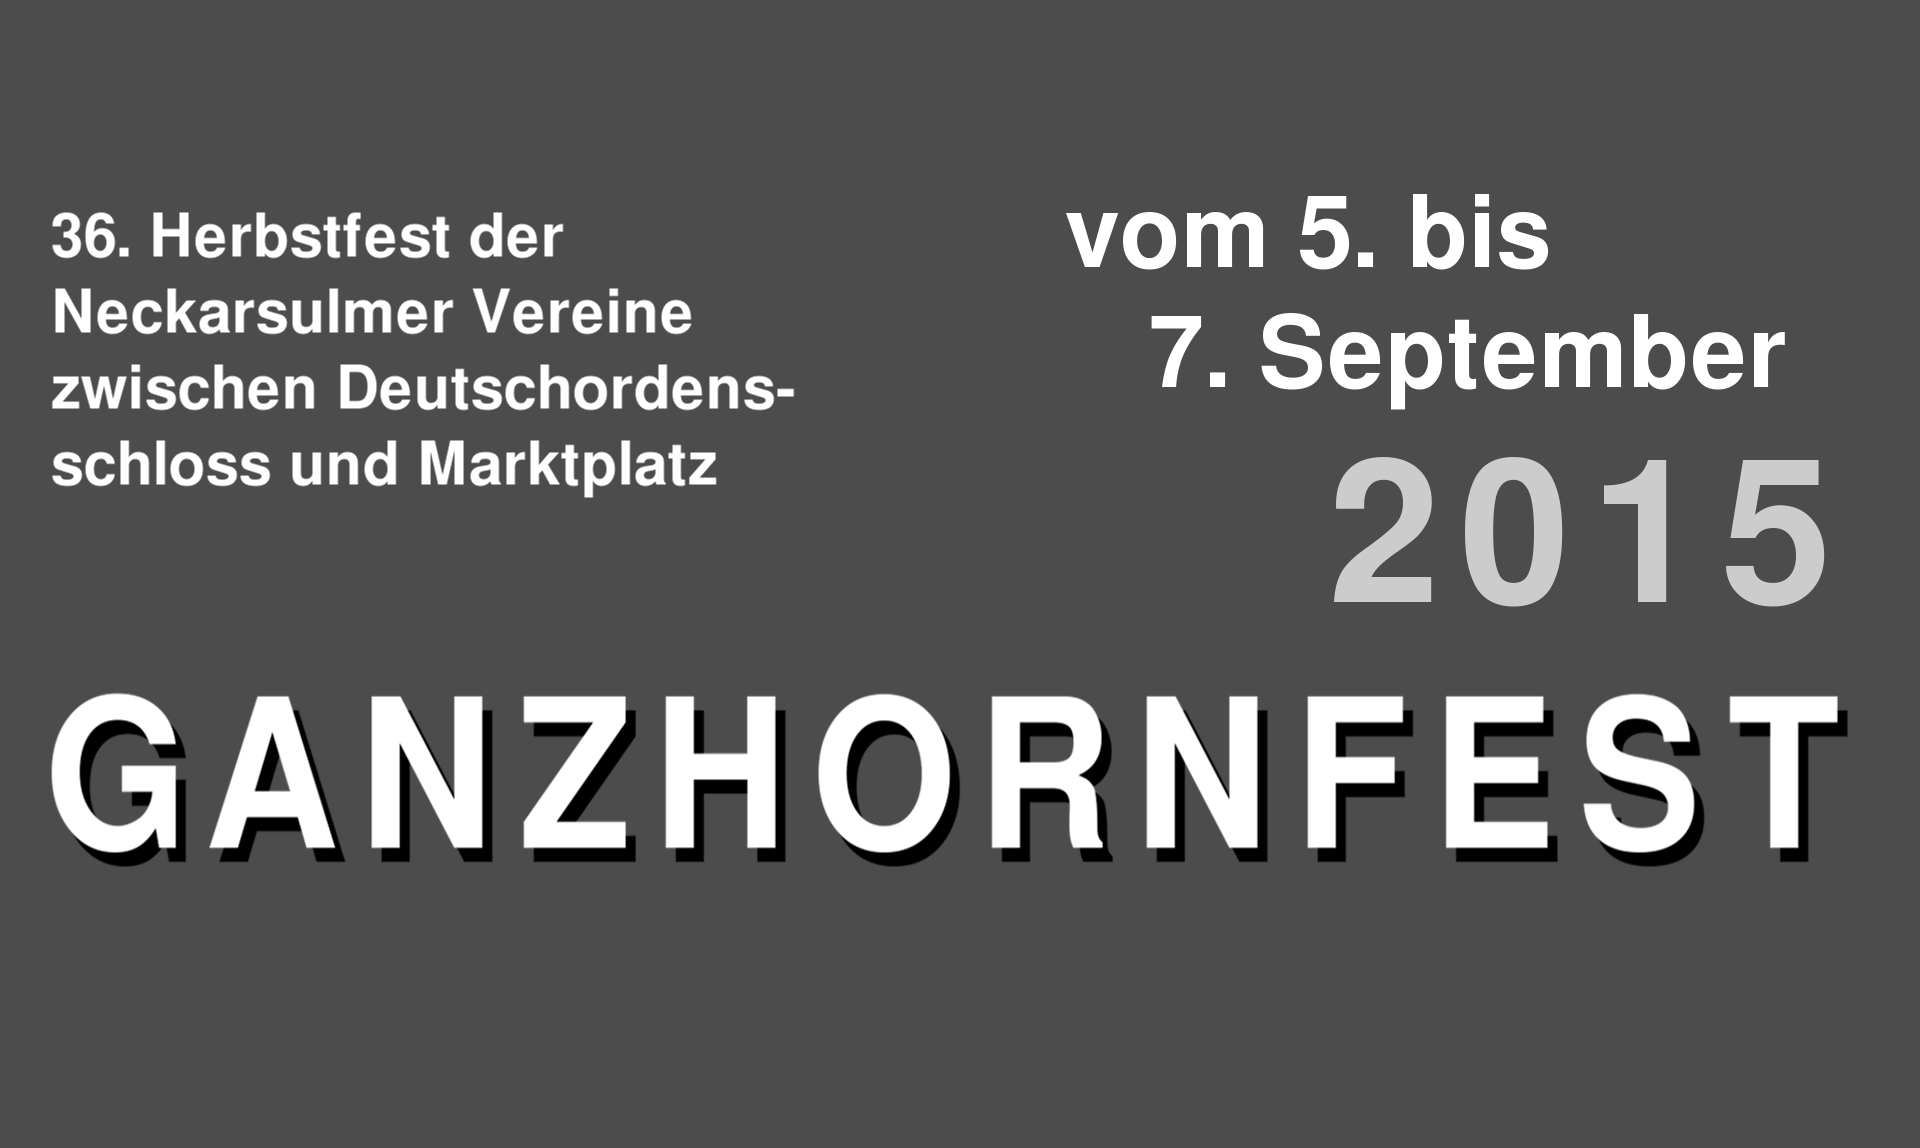 36. Herbstfest der
Neckarsulmer Vereine
zwischen Deutschordens-
schloss und Marktplatz
vom 5. bis
7. September
2015
GANZHORNFEST